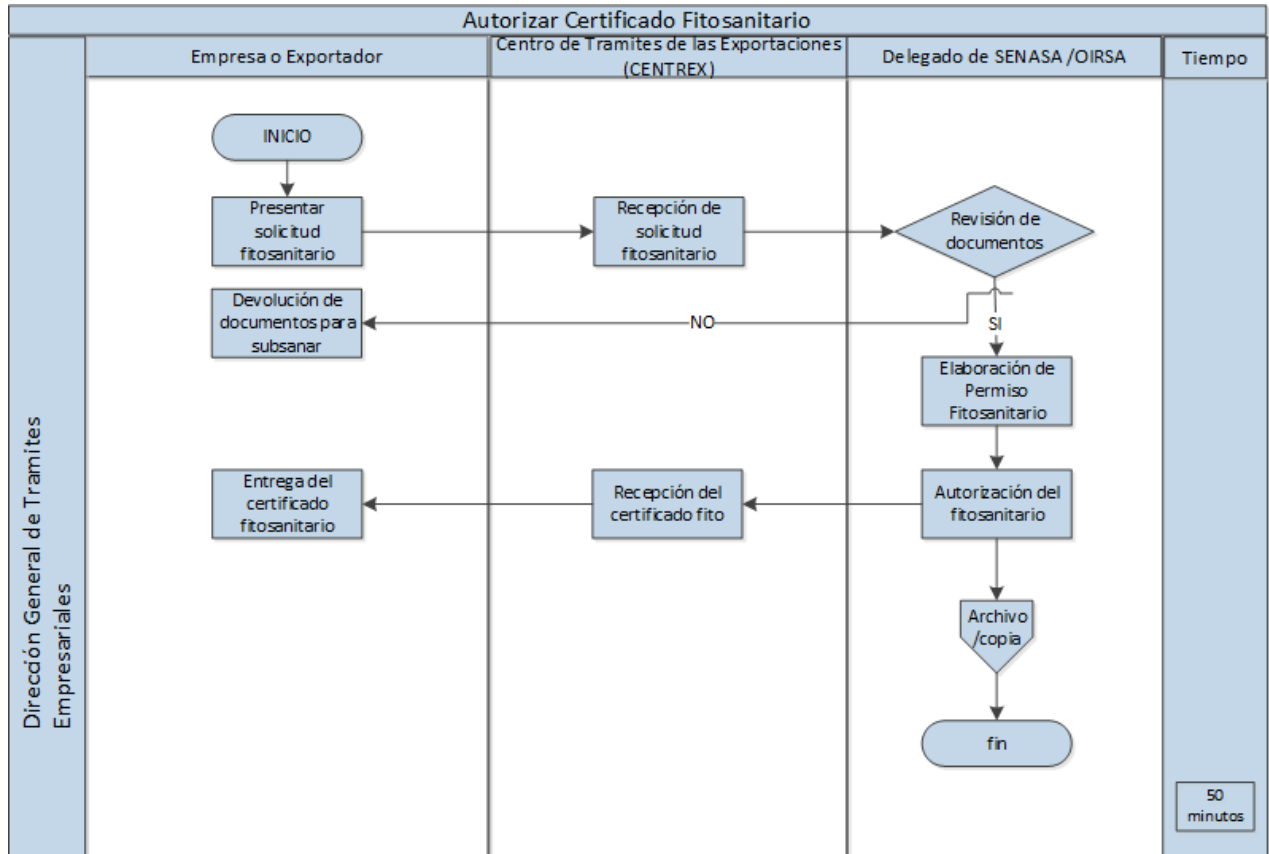 Autorizar Certificado Fitosanitario
Empresa o Exportador
Centro de Tramites de las Exportaciones
(CENTREX)
Delegado de SENASA /OIRSA
Tiempo
Dirección General de Tramites
Empresariales
INICIO
Presentar
solicitud
fitosanitario
Recepción de
solicitud
fitosanitario
Revisión de
documentos
Devolución de
documentos para
subsanar
NO
SI
Elaboración de
Permiso
Fitosanitario
Entrega del
certificado
fitosanitario
Recepción del
certificado fito
Autorización del
fitosanitario
Archivo
/copia
fin
50
minutos